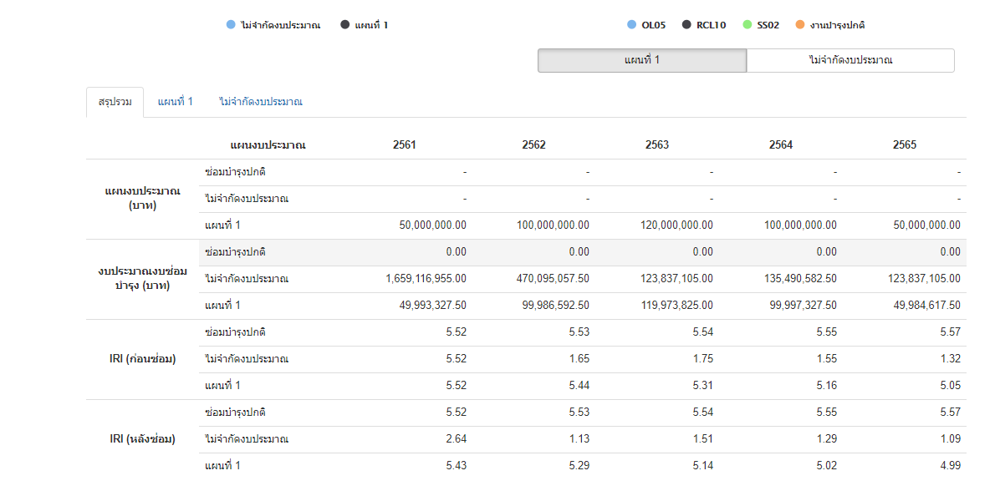 ไม่จำกัดงบประมาณ แผนที่ 1 OL05 RCL10 SS02 งานบำรุงปกติ
แผนที่ 1 ไม่จำกัดงบประมาณ
สรุปรวม แผนที่ 1 ไม่จำกัดงบประมาณ
แผนงบประมาณ 2561 2562 2563 2564 2565
แผนงบประมาณ
(บาท)
ซ่อมบำรุงปกติ - - - - -
ไม่จำกัดงบประมาณ - - - - -
แผนที่ 1 50,000,000.00 100,000,000.00 120,000,000.00 100,000,000.00 50,000,000.00
งบประมาณงบซ่อม
บำรุง (บาท)
ซ่อมบำรุงปกติ 0.00 0.00 0.00 0.00 0.00
ไม่จำกัดงบประมาณ 1,659,116,955.00 470,095,057.50 123,837,105.00 135,490,582.50 123,837,105.00
แผนที่ 1 49,993,327.50 99,986,592.50 119,973,825.00 99,997,327.50 49,984,617.50
IRI (ก่อนซ่อม)
ซ่อมบำรุงปกติ 5.52 5.53 5.54 5.55 5.57
ไม่จำกัดงบประมาณ 5.52 1.65 1.75 1.55 1.32
แผนที่ 1 5.52 5.44 5.31 5.16 5.05
IRI (หลังซ่อม)
ซ่อมบำรุงปกติ 5.52 5.53 5.54 5.55 5.57
ไม่จำกัดงบประมาณ 2.64 1.13 1.51 1.29 1.09
แผนที่ 1 5.43 5.29 5.14 5.02 4.99